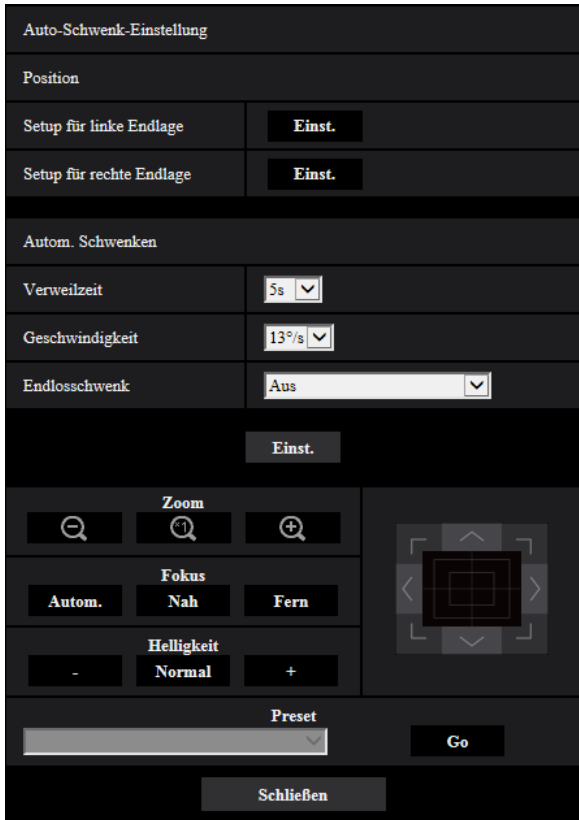 Auto-Schwenk-Einstellung
Position
Setup für linke Endlage Einst.
Setup für rechte Endlage Einst.
Autom. Schwenken
Verweilzeit 5s
Geschwindigkeit 13°/s
Endlosschwenk Aus
Einst.
Zoom
×1
Fokus
Autom. Nah Fern
Helligkeit
- Normal +
Preset
Go
Schließen